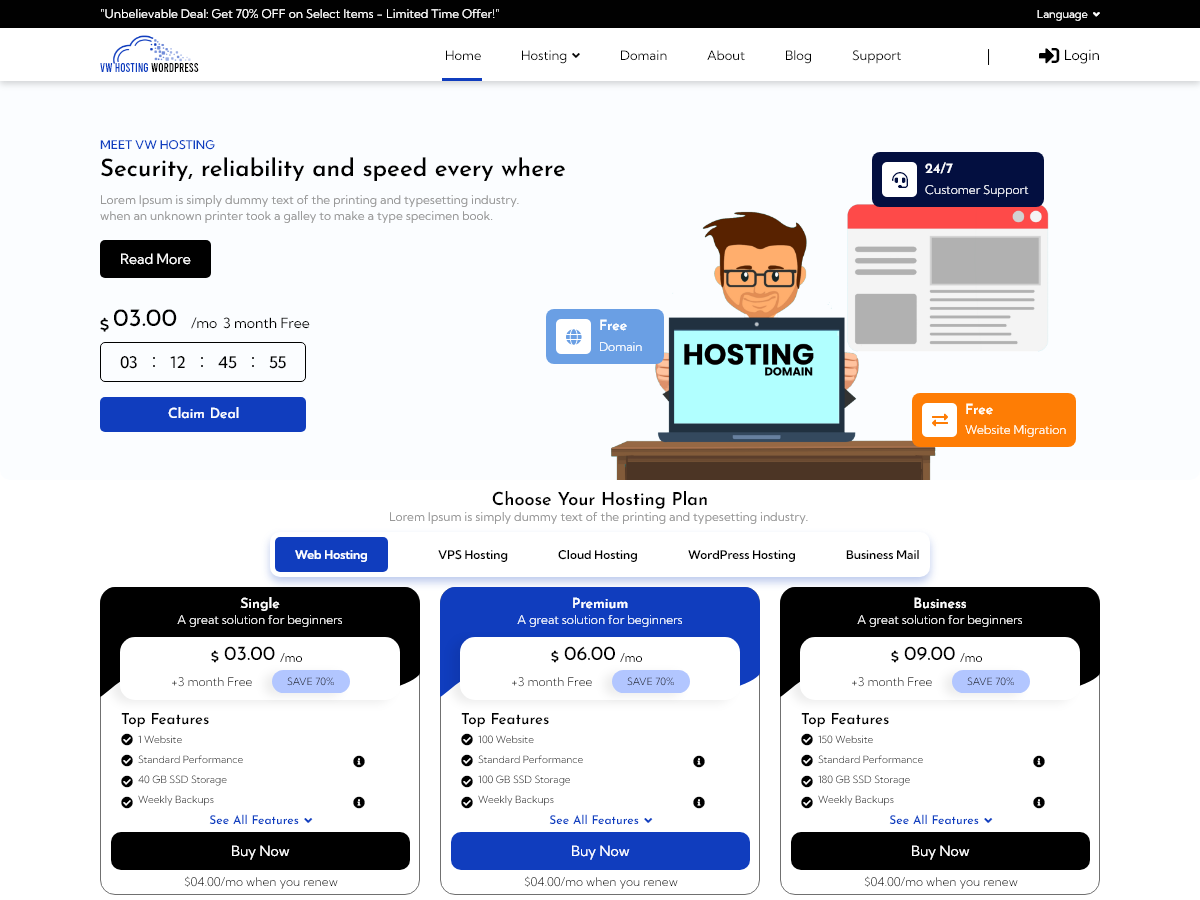 "Unbelievable Deal: Get 70% OFF on Select Items - Limited Time Offer!"
Language
VW HOSTING WORDPRESS
Home
Hosting
Domain
About
Blog
Support
Login
MEET VW HOSTING
Security, reliability and speed every where
Lorem Ipsum is simply dummy text of the printing and typesetting industry.
when an unknown printer took a galley to make a type specimen book.
Read More
$ 03.00 /mo 3 month Free
03 : 12 : 45 : 55
Claim Deal
24/7
Customer Support
Free
Domain
HOSTING
DOMAIN
Free
Website Migration
Choose Your Hosting Plan
Lorem Ipsum is simply dummy text of the printing and typesetting industry.
Web Hosting
VPS Hosting
Cloud Hosting
WordPress Hosting
Business Mail
Single
A great solution for beginners
$ 03.00 /mo
+3 month Free
SAVE 70%
Top Features
1 Website
Standard Performance
40 GB SSD Storage
Weekly Backups
See All Features
Buy Now
$04.00/mo when you renew
Premium
A great solution for beginners
$ 06.00 /mo
+3 month Free
SAVE 70%
Top Features
100 Website
Standard Performance
100 GB SSD Storage
Weekly Backups
See All Features
Buy Now
$04.00/mo when you renew
Business
A great solution for beginners
$ 09.00 /mo
+3 month Free
SAVE 70%
Top Features
150 Website
Standard Performance
180 GB SSD Storage
Weekly Backups
See All Features
Buy Now
$04.00/mo when you renew